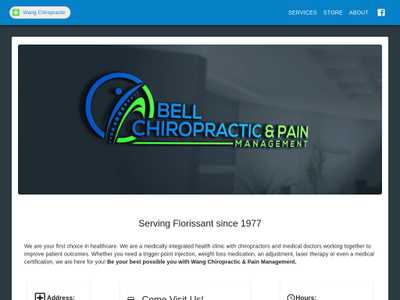 Wang Chiropractic
SERVICES STORE ABOUT
ABELL
CHIROPRACTIC & PAIN
MANAGEMENT
Serving Florissant since 1977
We are your first choice in healthcare. We are a medically integrated health clinic with chiropractors and medical doctors working together to
improve patient outcomes. Whether you need a trigger point injection, weight loss medication, an adjustment, laser therapy or even a medical
certification, we are here for you! Be your best possible you with Wang Chiropractic & Pain Management.
Hours:
Come Visit Us!
Address: